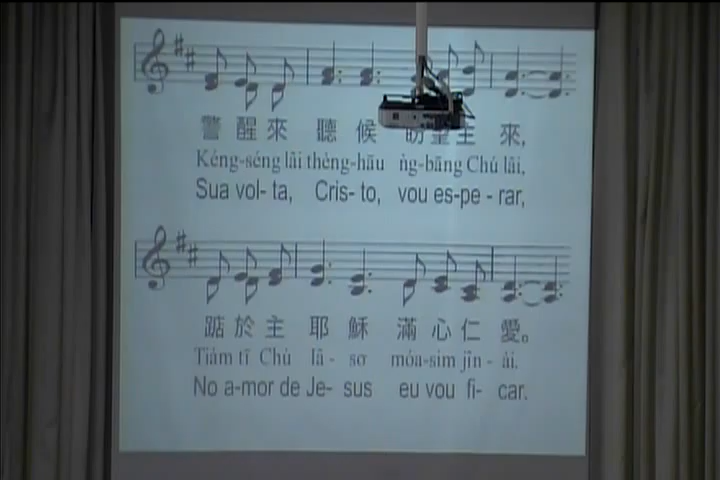 警醒來 聽候 盼望主 來,
Kéng-séng lâi thèng-hāu ǹg-bāng Chú lâi,
Sua vol- ta, Cris- to, vou es-pe - rar,
踮於主 耶穌 滿心仁 愛。
Tiàm tī Chú Iâ - so͘ móa-sim jîn - ài.
No a-mor de Je- sus eu vou fi- car.